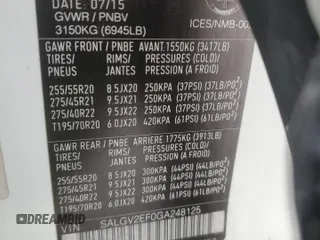 DATE 07/15
GVWR / PNBV
3150KG (6945LB) ICES/NMB-00
GAWR FRONT / PNBE AVANT 1550KG (3417LB)
TIRES/ RIMS/ PRESSURES (COLD)/
PNEUS JANTES PRESSIONS A FROID
255/55R20 8.5JX20 250KPA (37PSI) (37LB/PO²)
275/45R21 9.5JX21 250KPA (37PSI) (37LB/PO²)
275/40R22 9.5JX22 250KPA (37PSI) (37LB/PO²)
T195/70R20 6.0JX20 420KPA (61PSI) (61LB/PO²)
GAWR REAR / PNBE ARRIERE 1775KG (3913LB)
TIRES/ RIMS/ PRESSURES (COLD)/
PNEUS JANTES PRESSIONS A FROID
255/55R20 8.5JX20 300KPA (44PSI) (44LB/PO²)
275/45R21 9.5JX21 300KPA (44PSI) (44LB/PO²)
275/40R22 9.5JX22 300KPA (44PSI) (44LB/PO²)
T195/70R20 6.0JX20 420KPA (61PSI) (61LB/PO²)
VIN SALGV2EF0GA248125